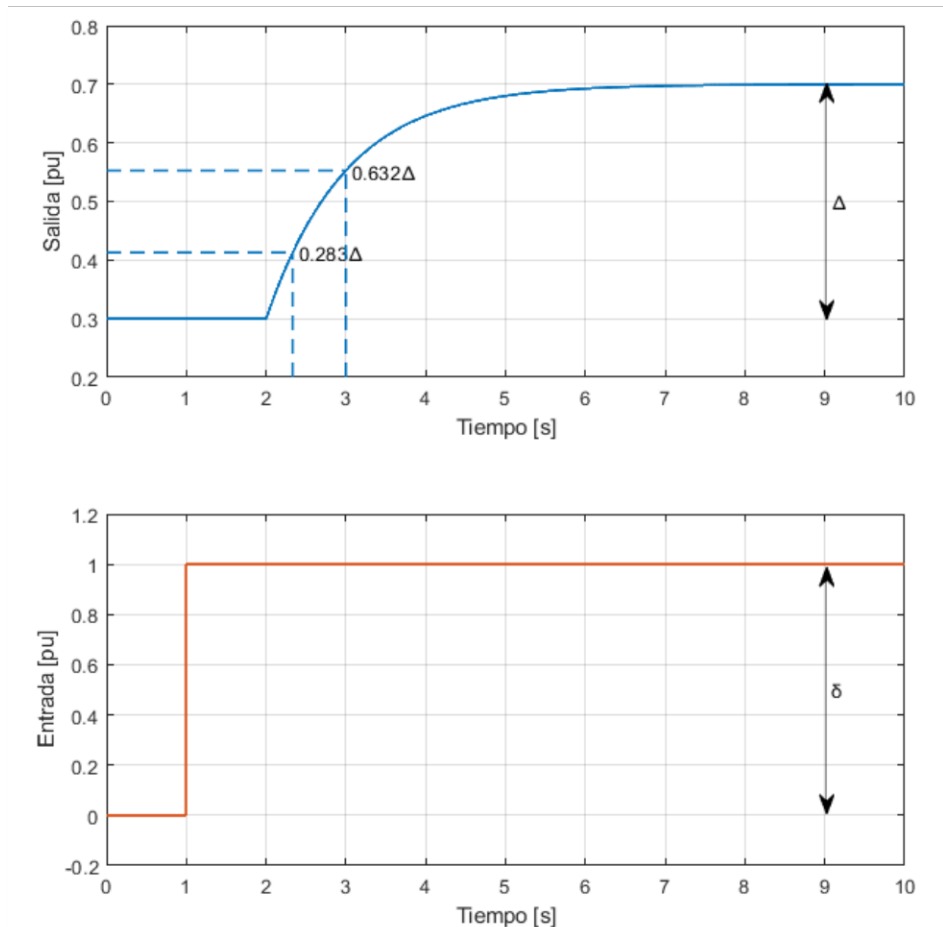 0.8
0.7
0.6
0.5
0.4
0.3
0.2
Salida [pu]
0.632Δ
0.283Δ
Δ
0 1 2 3 4 5 6 7 8 9 10
Tiempo [s]
1.2
1
0.8
0.6
0.4
0.2
0
-0.2
Entrada [pu]
δ
0 1 2 3 4 5 6 7 8 9 10
Tiempo [s]